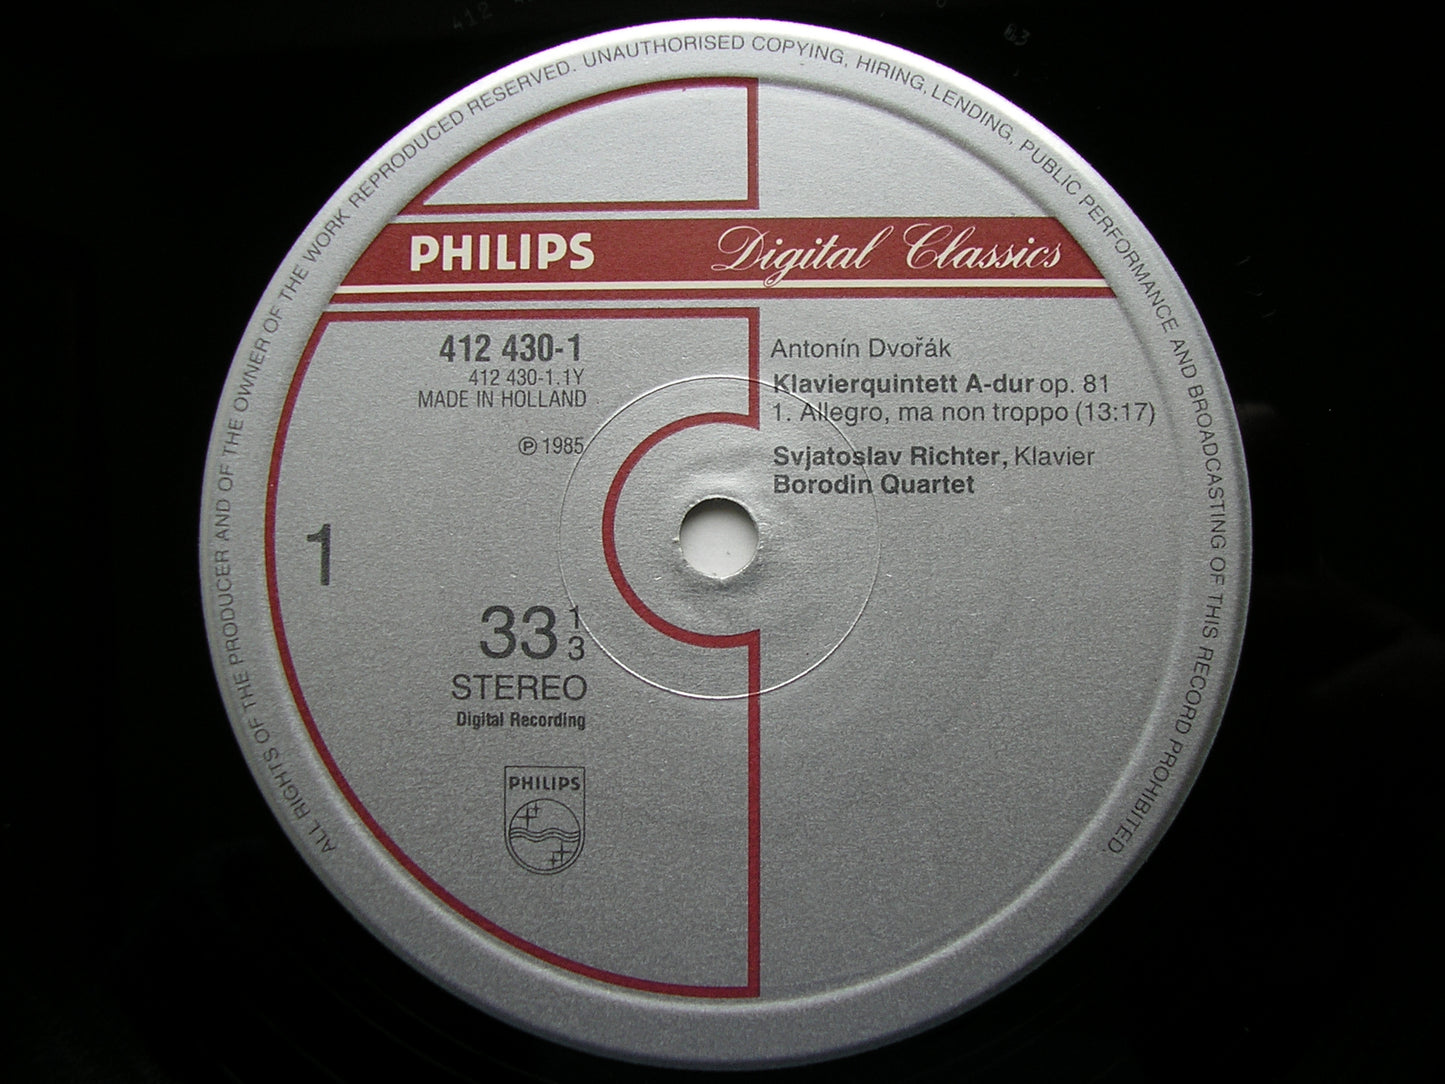 ALL RIGHTS OF THE PRODUCER AND OF THE OWNER OF THE WORK REPRODUCED RESERVED. UNAUTHORISED COPYING, HIRING, LENDING, PUBLIC PERFORMANCE AND BROADCASTING OF THIS RECORD PROHIBITED.
PHILIPS Digital Classics
412 430-1
412 430-1.1Y
MADE IN HOLLAND
℗ 1985
1
33 1/3
STEREO
Digital Recording
PHILIPS
Antonín Dvořák
Klavierquintett A-dur op. 81
1. Allegro, ma non troppo (13:17)
Svjatoslav Richter, Klavier
Borodin Quartet